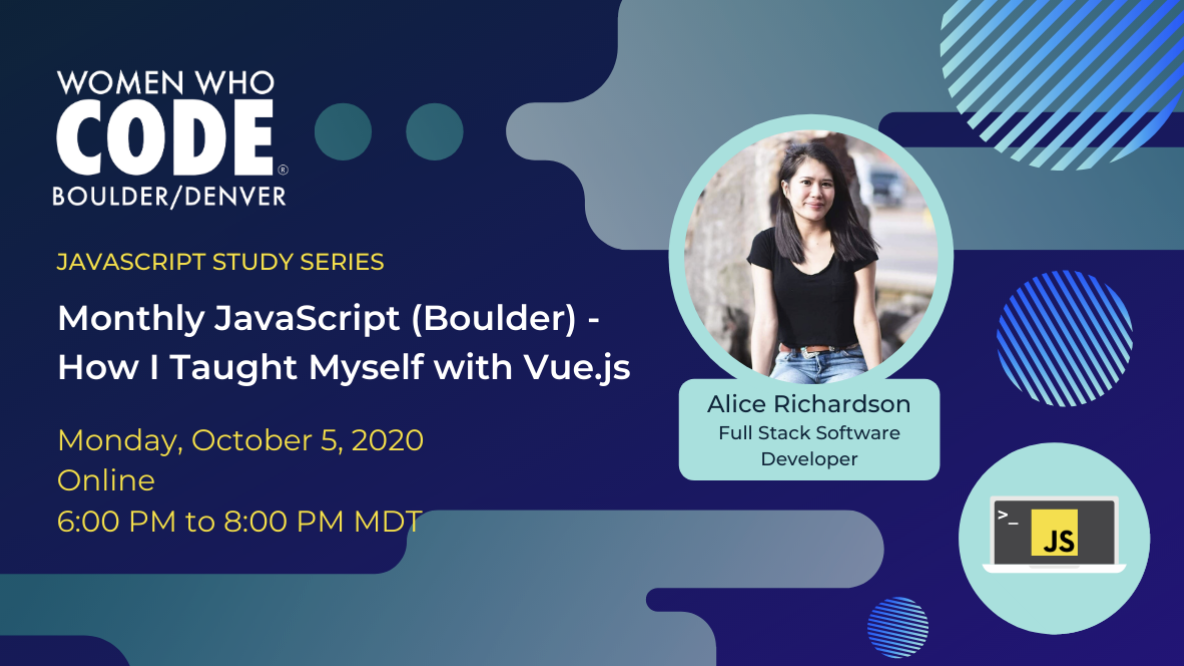 WOMEN WHO
CODE®
BOULDER/DENVER
JAVASCRIPT STUDY SERIES
Monthly JavaScript (Boulder) -
How I Taught Myself with Vue.js
Monday, October 5, 2020
Online
6:00 PM to 8:00 PM MDT
Alice Richardson
Full Stack Software
Developer
>_
JS